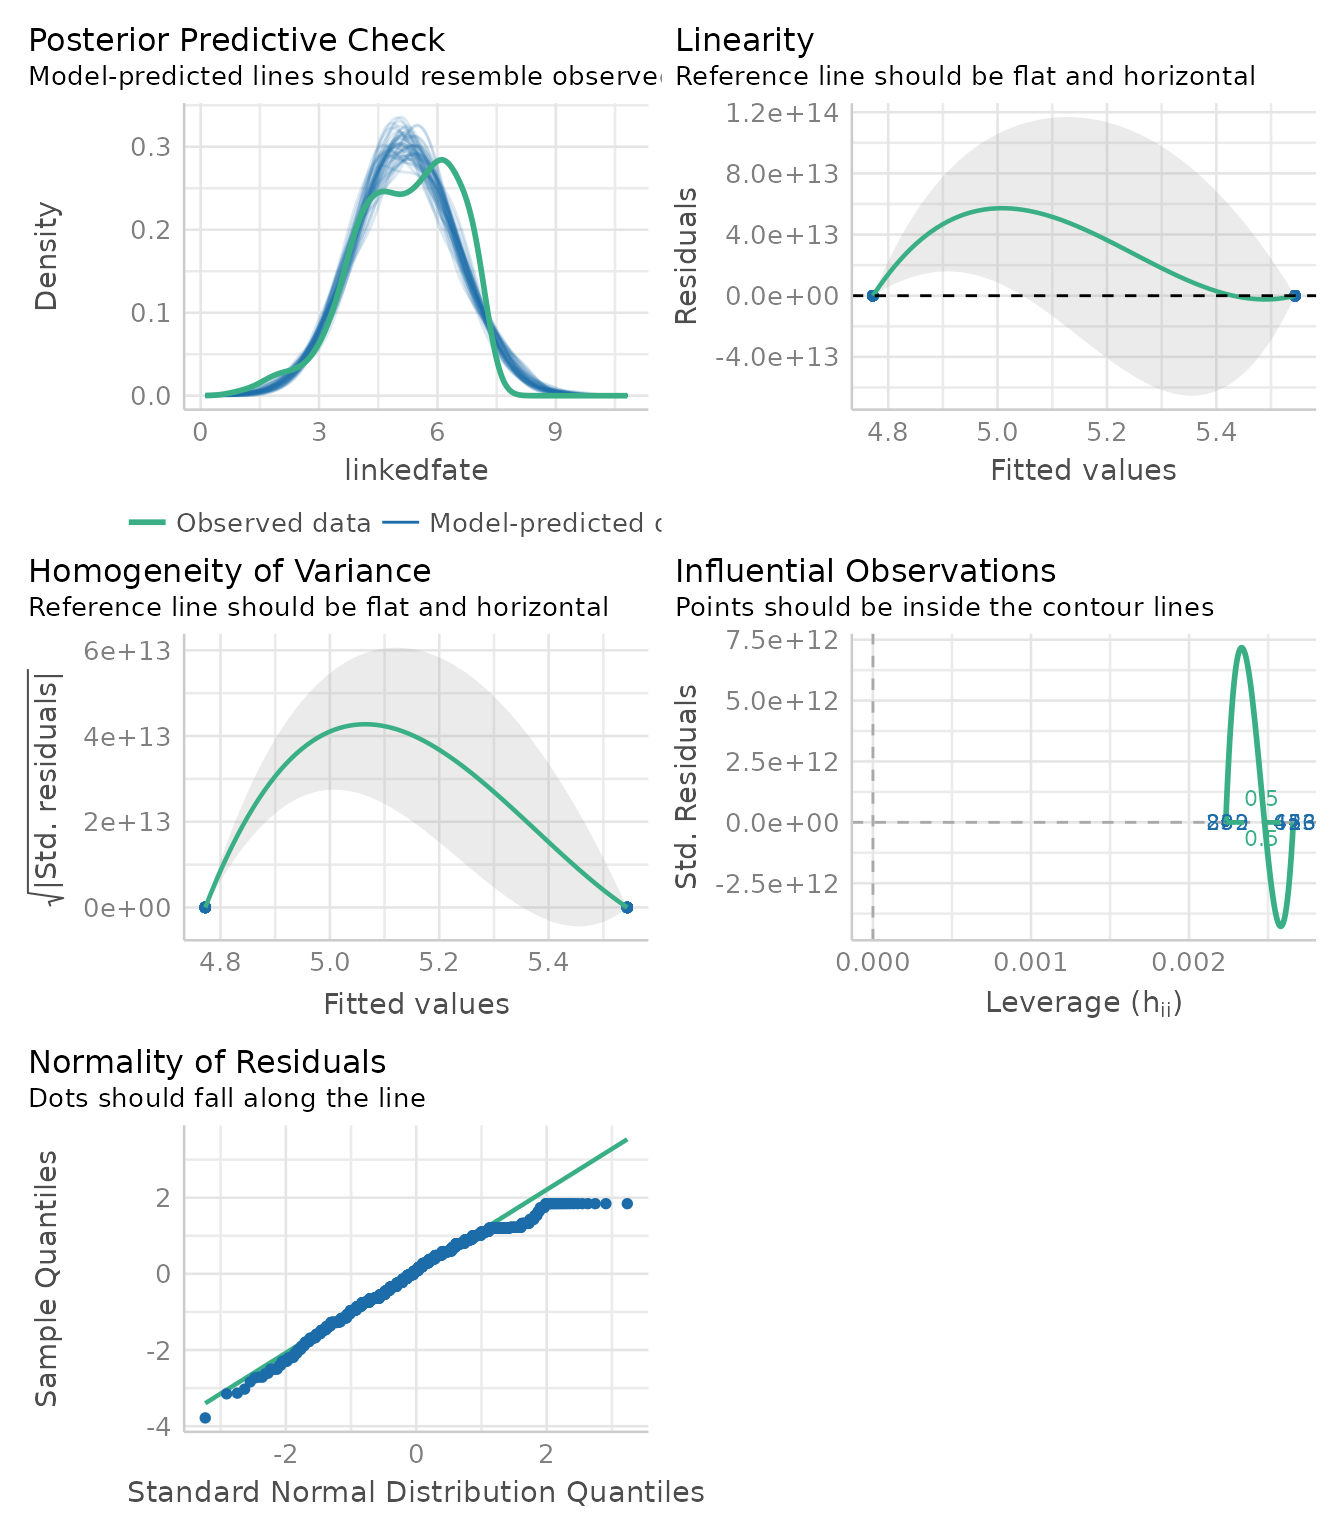 Posterior Predictive Check
Model-predicted lines should resemble observe
0.3
0.2
0.1
0.0
Density
0
3
6
9
linkedfate
Observed data
Model-predicted
Linearity
Reference line should be flat and horizontal
1.2e+14
8.0e+13
4.0e+13
0.0e+00
-4.0e+13
Residuals
4.8
5.0
5.2
5.4
Fitted values
Homogeneity of Variance
Reference line should be flat and horizontal
6e+13
4e+13
2e+13
0e+00
√|Std. residuals|
4.8
5.0
5.2
5.4
Fitted values
Influential Observations
Points should be inside the contour lines
7.5e+12
5.0e+12
2.5e+12
0.0e+00
-2.5e+12
Std. Residuals
0.5
0.5
0.000
0.001
0.002
Leverage (hii)
Normality of Residuals
Dots should fall along the line
2
0
-2
-4
Sample Quantiles
-2
0
2
Standard Normal Distribution Quantiles